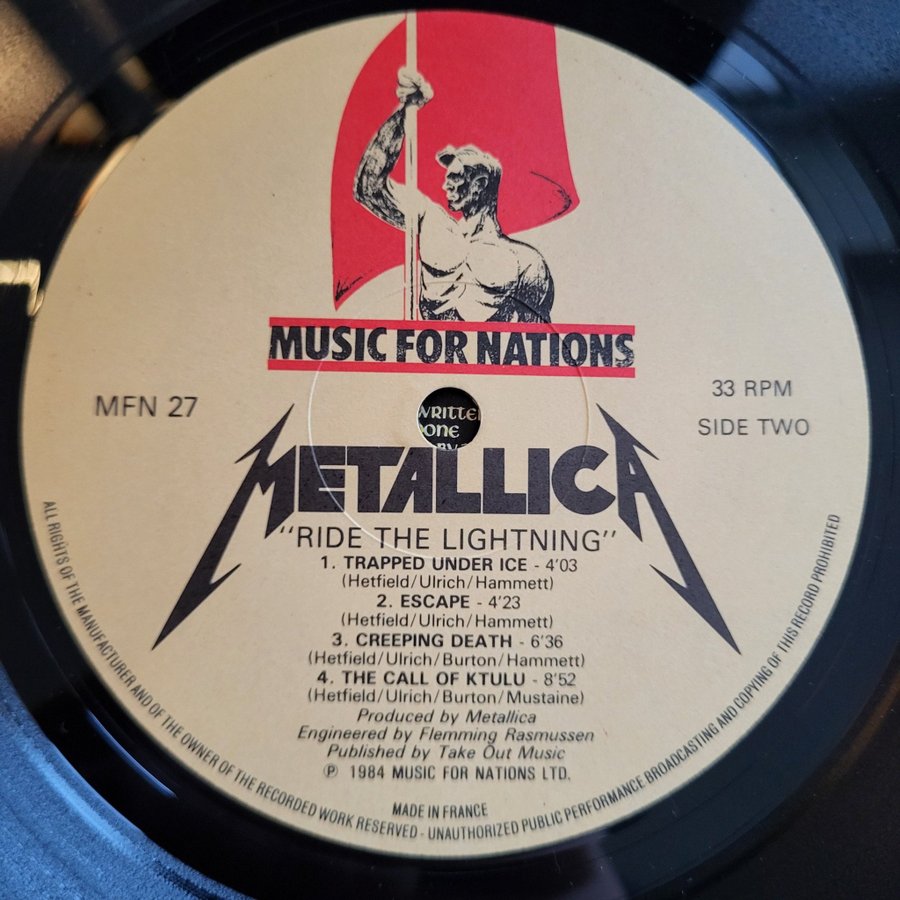 MUSIC FOR NATIONS
MFN 27
33 RPM
SIDE TWO
WRITTE
METALLICA
"RIDE THE LIGHTNING"
1. TRAPPED UNDER ICE - 4'03
(Hetfield/Ulrich/Hammett)
2. ESCAPE - 4'23
(Hetfield/Ulrich/Hammett)
3. CREEPING DEATH - 6'36
(Hetfield/Ulrich/Burton/Hammett)
4. THE CALL OF KTULU - 8'52
(Hetfield/Ulrich/Burton/Mustaine)
Produced by Metallica
Engineered by Flemming Rasmussen
Published by Take Out Music
℗ 1984 MUSIC FOR NATIONS LTD.
MADE IN FRANCE
ALL RIGHTS OF THE MANUFACTURER AND OF THE OWNER OF THE RECORDED WORK RESERVED - UNAUTHORIZED PUBLIC PERFORMANCE BROADCASTING AND COPYING OF THIS RECORD PROHIBITED